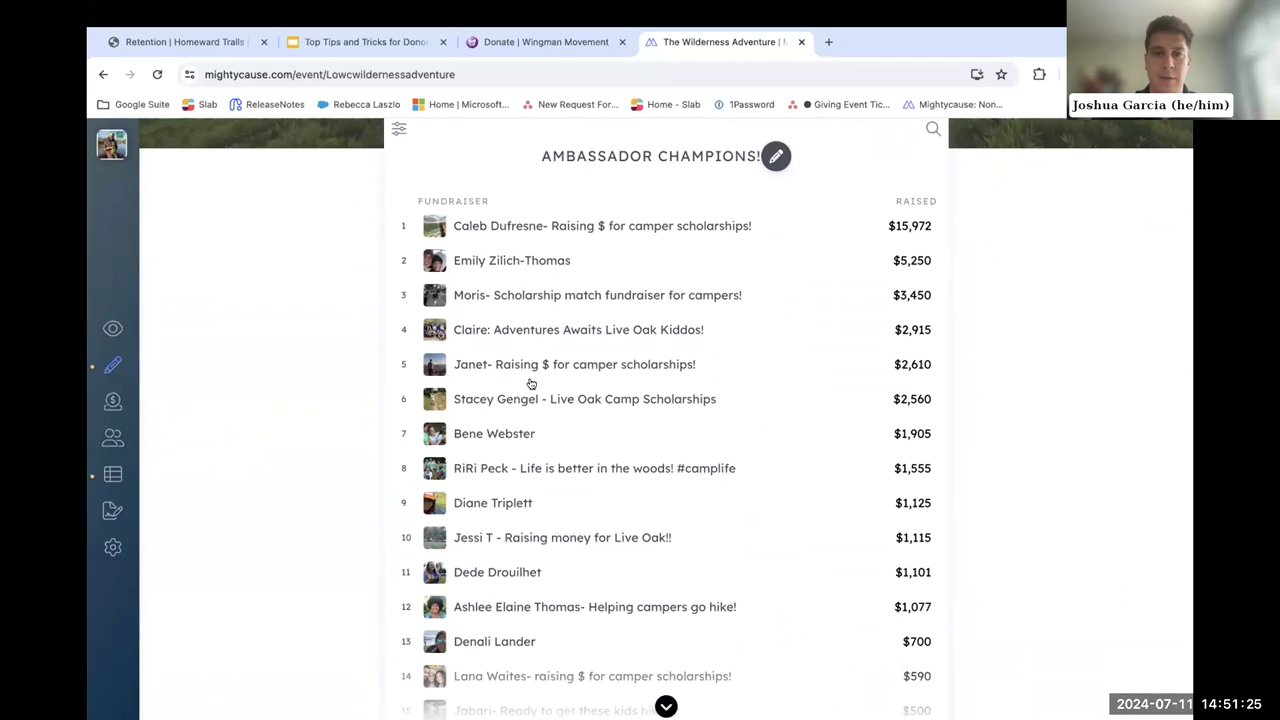 Retention | Homeward Trails
Top Tips and Tricks for Dono
Donate | Wingman Movement
The Wilderness Adventure | M
mightycause.com/event/Lowcwildernessadventure
Google Suite
Slab
ReleaseNotes
Rebecca Laszlo
Home | Microsoft...
New Request For...
Home - Slab
1Password
Giving Event Tic...
Mightycause: Non...
Joshua Garcia (he/him)
AMBASSADOR CHAMPIONS!
FUNDRAISER RAISED
1 Caleb Dufresne- Raising $ for camper scholarships! $15,972
2 Emily Zilich-Thomas $5,250
3 Moris- Scholarship match fundraiser for campers! $3,450
4 Claire: Adventures Awaits Live Oak Kiddos! $2,915
5 Janet- Raising $ for camper scholarships! $2,610
6 Stacey Gengel - Live Oak Camp Scholarships $2,560
7 Bene Webster $1,905
8 RiRi Peck - Life is better in the woods! #camplife $1,555
9 Diane Triplett $1,125
10 Jessi T - Raising money for Live Oak!! $1,115
11 Dede Drouilhet $1,101
12 Ashlee Elaine Thomas- Helping campers go hike! $1,077
13 Denali Lander $700
14 Lana Waites- raising $ for camper scholarships! $590
15 Jabari- Ready to get these kids $500
2024-07-11 14:51:25